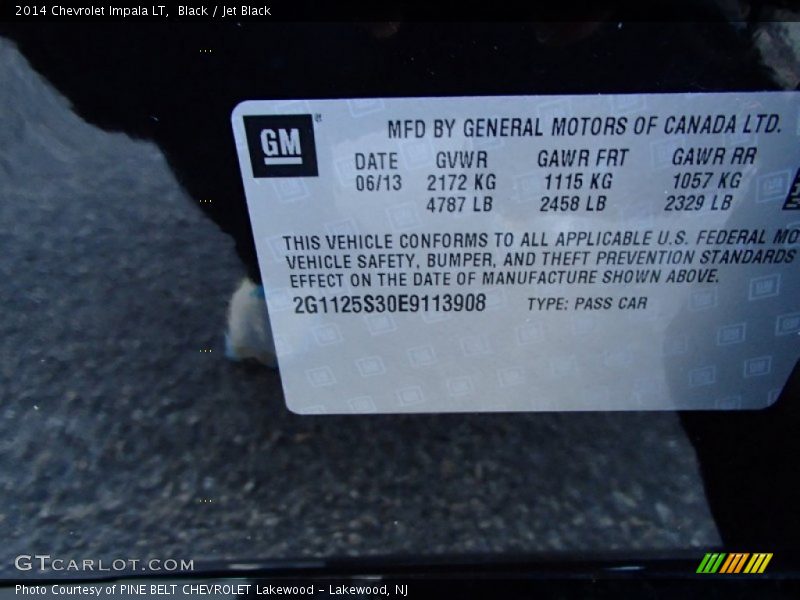 2014 Chevrolet Impala LT, Black / Jet Black
GM
MFD BY GENERAL MOTORS OF CANADA LTD.
DATE GVWR GAWR FRT GAWR RR
06/13 2172 KG 1115 KG 1057 KG
4787 LB 2458 LB 2329 LB
THIS VEHICLE CONFORMS TO ALL APPLICABLE U.S. FEDERAL MO
VEHICLE SAFETY, BUMPER, AND THEFT PREVENTION STANDARDS
EFFECT ON THE DATE OF MANUFACTURE SHOWN ABOVE.
2G1125S30E9113908 TYPE: PASS CAR
GTCARLOT.COM
Photo Courtesy of PINE BELT CHEVROLET Lakewood - Lakewood, NJ